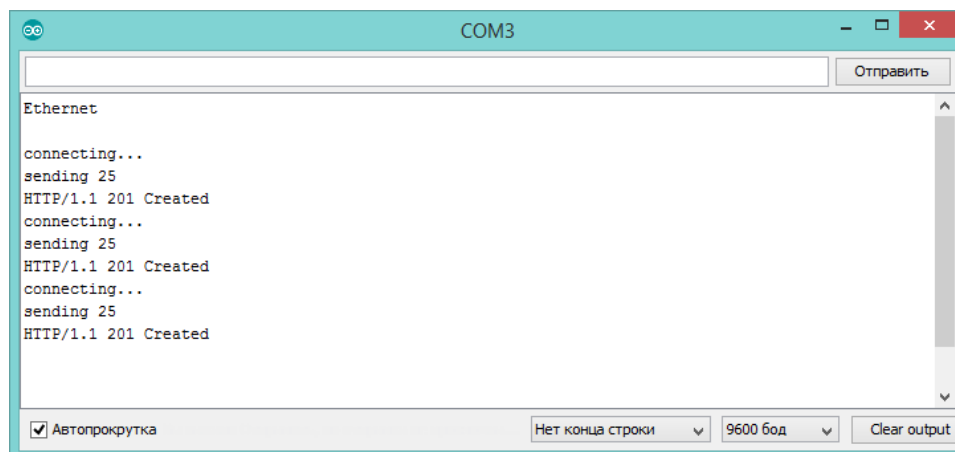 COM3
Отправить
Ethernet
connecting...
sending 25
HTTP/1.1 201 Created
connecting...
sending 25
HTTP/1.1 201 Created
connecting...
sending 25
HTTP/1.1 201 Created
Автопрокрутка Нет конца строки 9600 бод Clear output